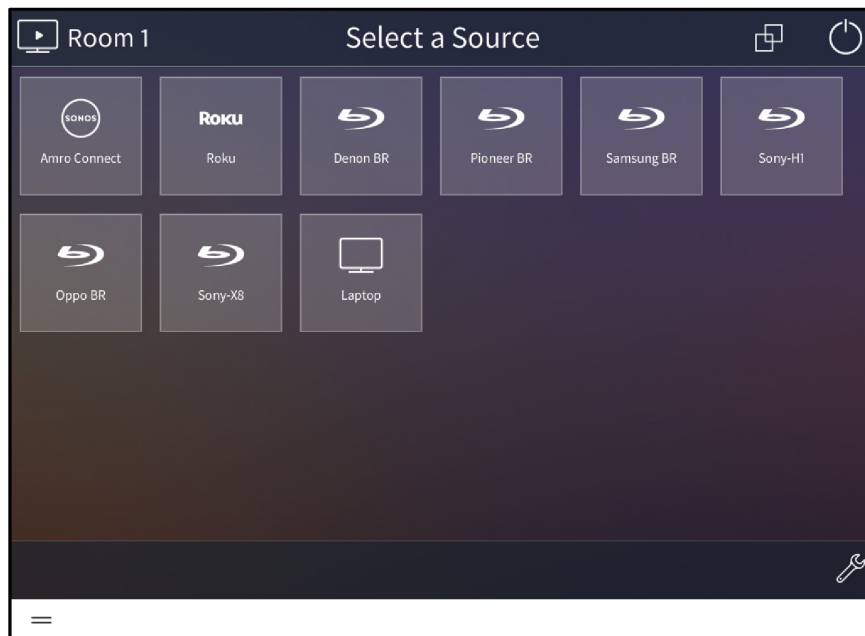 Room 1
Select a Source
SONOS
Roku
Amro Connect
Roku
Denon BR
Pioneer BR
Samsung BR
Sony-H1
Oppo BR
Sony-X8
Laptop